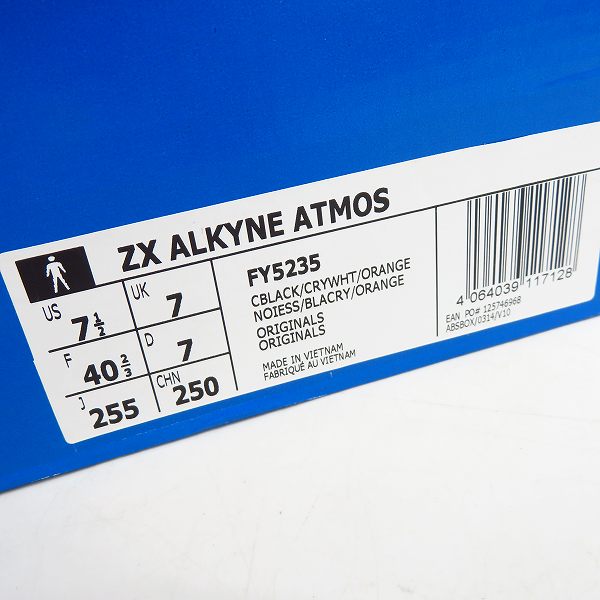 ZX ALKYNE ATMOS
US 7½ UK 7
F 40⅔ D 7
J 255 CHN 250
FY5235
CBLACK/CRYWHT/ORANGE
NOIESS/BLACRY/ORANGE
ORIGINALS
ORIGINALS
MADE IN VIETNAM
FABRIQUÉ AU VIETNAM
4 064039 117128
EAN PO# 125746968
ABSBOX/0314/V10